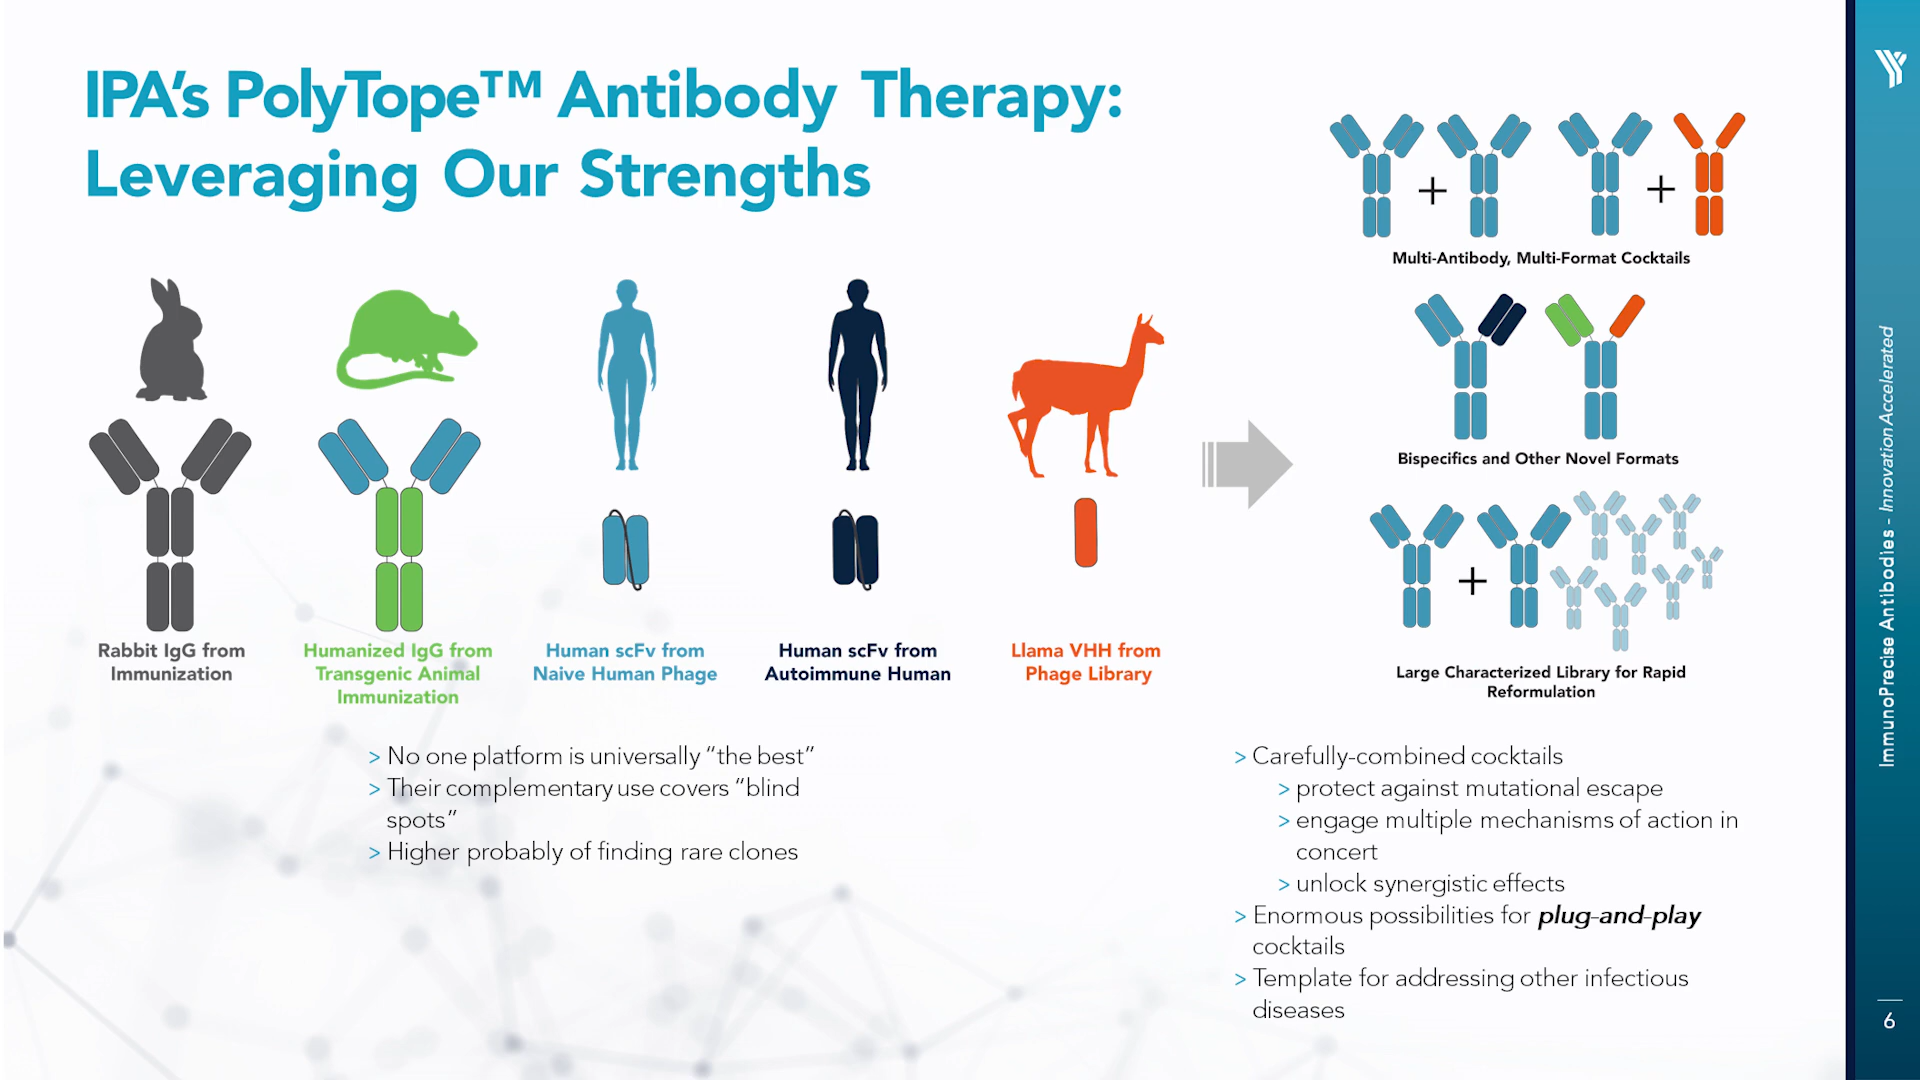 IPA's PolyTope™ Antibody Therapy:
Leveraging Our Strengths
Rabbit IgG from
Immunization
Humanized IgG from
Transgenic Animal
Immunization
Human scFv from
Naive Human Phage
Human scFv from
Autoimmune Human
Llama VHH from
Phage Library
> No one platform is universally “the best”
> Their complementary use covers “blind
spots”
> Higher probably of finding rare clones
+
+
Multi-Antibody, Multi-Format Cocktails
Bispecifics and Other Novel Formats
+
Large Characterized Library for Rapid
Reformulation
> Carefully-combined cocktails
> protect against mutational escape
> engage multiple mechanisms of action in
concert
> unlock synergistic effects
> Enormous possibilities for plug-and-play
cocktails
> Template for addressing other infectious
diseases
ImmunoPrecise Antibodies - Innovation Accelerated
6